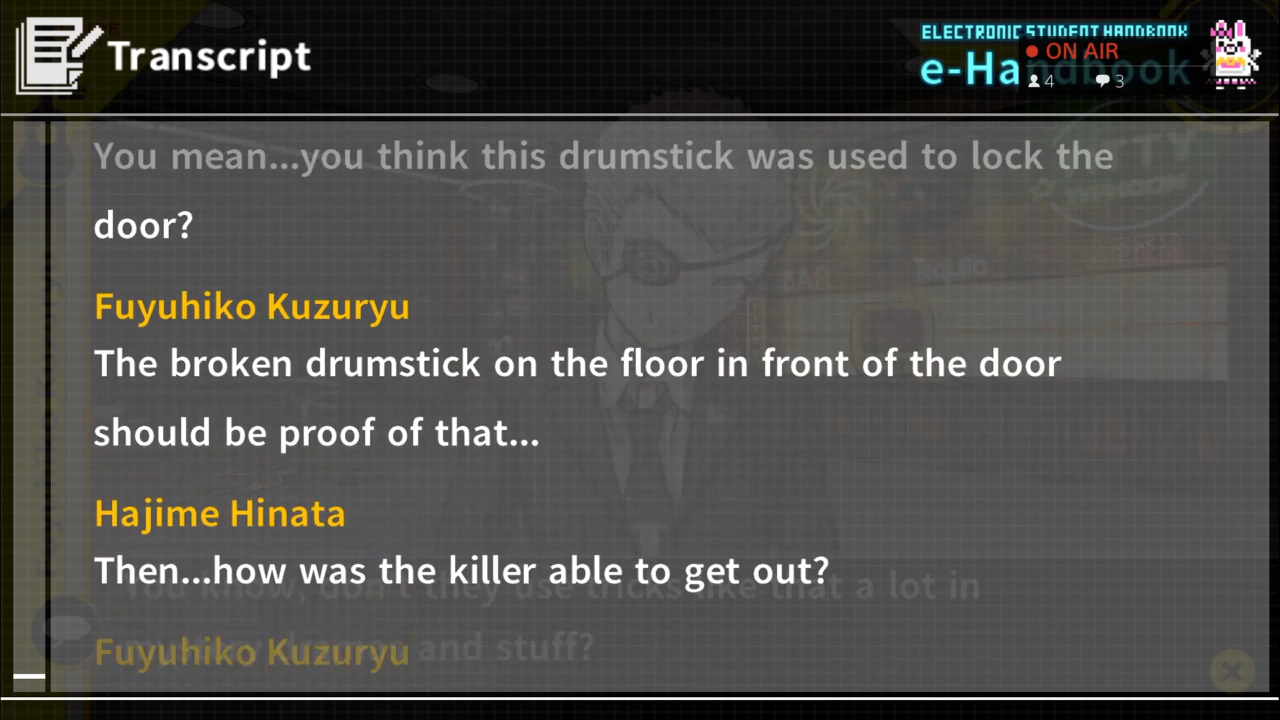 Transcript
ELECTRONIC STUDENT HANDBOOK
e-Handbook
ON AIR
4
3
You mean...you think this drumstick was used to lock the
door?
Fuyuhiko Kuzuryu
The broken drumstick on the floor in front of the door
should be proof of that...
Hajime Hinata
Then...how was the killer able to get out?
You know, don't they use tricks like that a lot in
Fuyuhiko Kuzuryu
and stuff?
BAR
Tequila